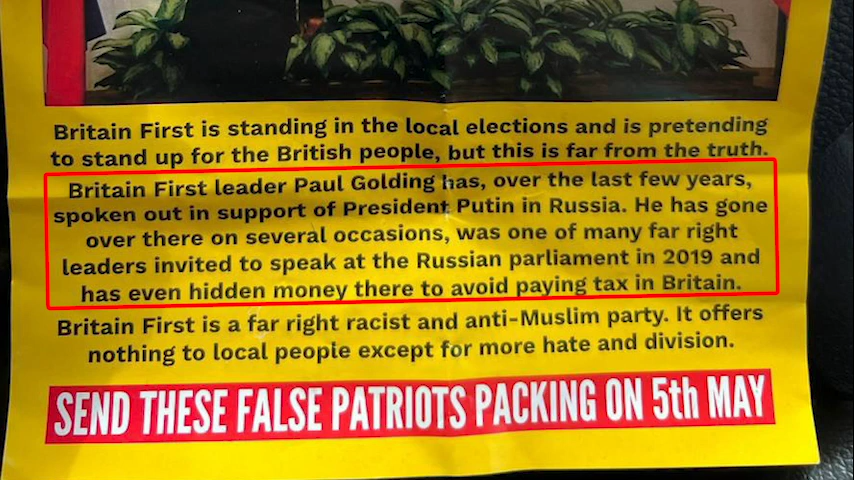 Britain First is standing in the local elections and is pretending
to stand up for the British people, but this is far from the truth.
Britain First leader Paul Golding has, over the last few years,
spoken out in support of President Putin in Russia. He has gone
over there on several occasions, was one of many far right
leaders invited to speak at the Russian parliament in 2019 and
has even hidden money there to avoid paying tax in Britain.
Britain First is a far right racist and anti-Muslim party. It offers
nothing to local people except for more hate and division.
SEND THESE FALSE PATRIOTS PACKING ON 5th MAY